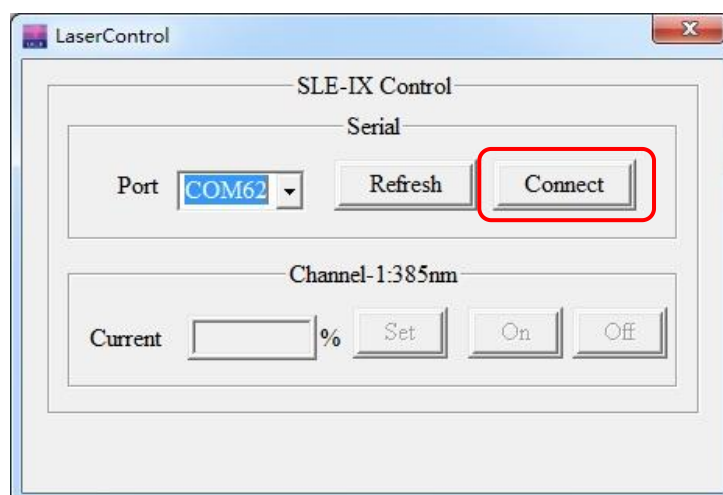 LaserControl
SLE-IX Control
Serial
Port COM62 Refresh Connect
Channel-1:385nm
Current % Set On Off